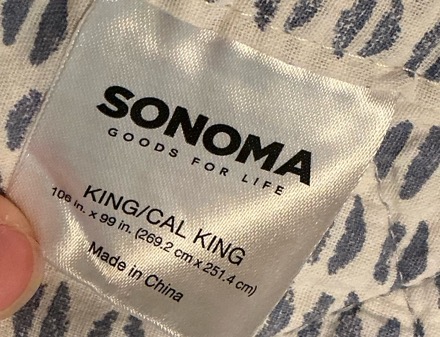 SONOMA
GOODS FOR LIFE
KING/CAL KING
106 in. x 99 in. (269.2 cm x 251.4 cm)
Made in China